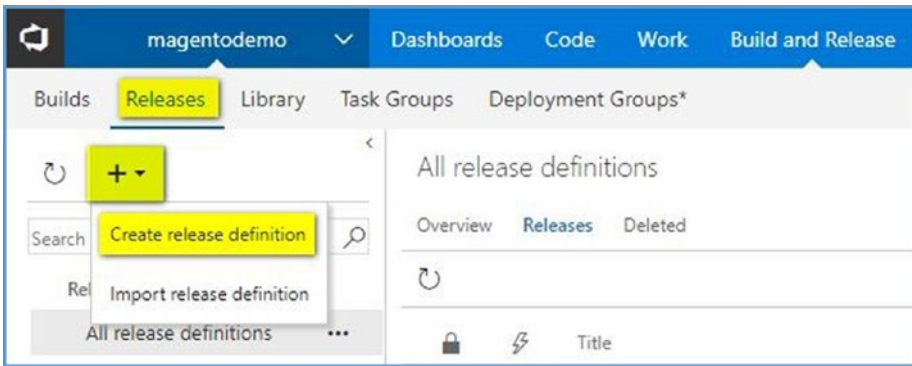 magentodemo Dashboards Code Work Build and Release
Builds Releases Library Task Groups Deployment Groups*
All release definitions
Overview Releases Deleted
Search Create release definition
Rel Import release definition
All release definitions ...
Title